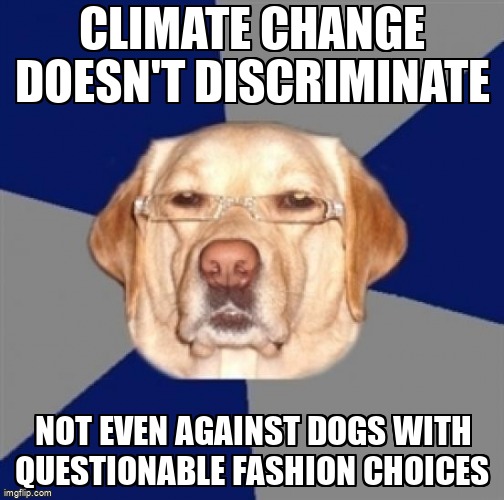 CLIMATE CHANGE
DOESN'T DISCRIMINATE
NOT EVEN AGAINST DOGS WITH
QUESTIONABLE FASHION CHOICES
imgflip.com